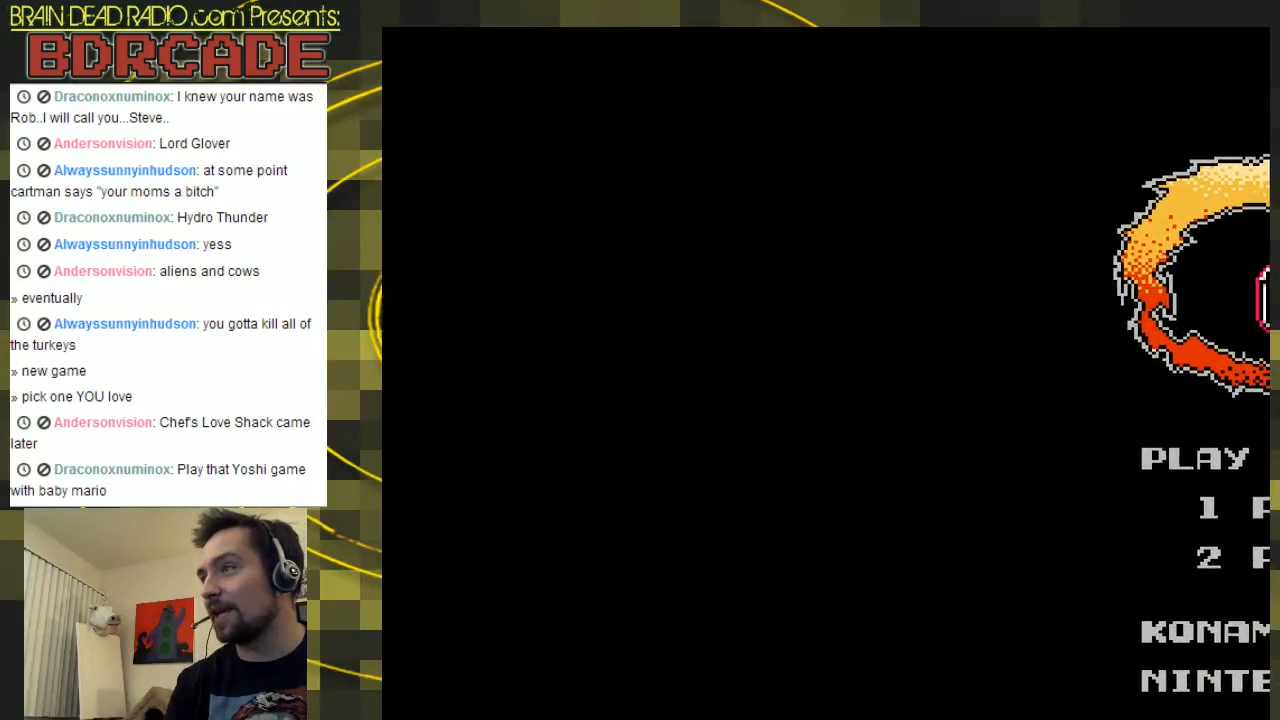 BRAIN DEAD RADIO.com Presents:
BDRCADE
Draconoxnuminox: I knew your name was
Rob..I will call you...Steve..
Andersonvision: Lord Glover
Alwayssunnyinhudson: at some point
cartman says "your moms a bitch"
Draconoxnuminox: Hydro Thunder
Alwayssunnyinhudson: yess
Andersonvision: aliens and cows
» eventually
Alwayssunnyinhudson: you gotta kill all of
the turkeys
» new game
» pick one YOU love
Andersonvision: Chef's Love Shack came
later
Draconoxnuminox: Play that Yoshi game
with baby mario
PLAY
1 P
2 P
KONAM
NINTE